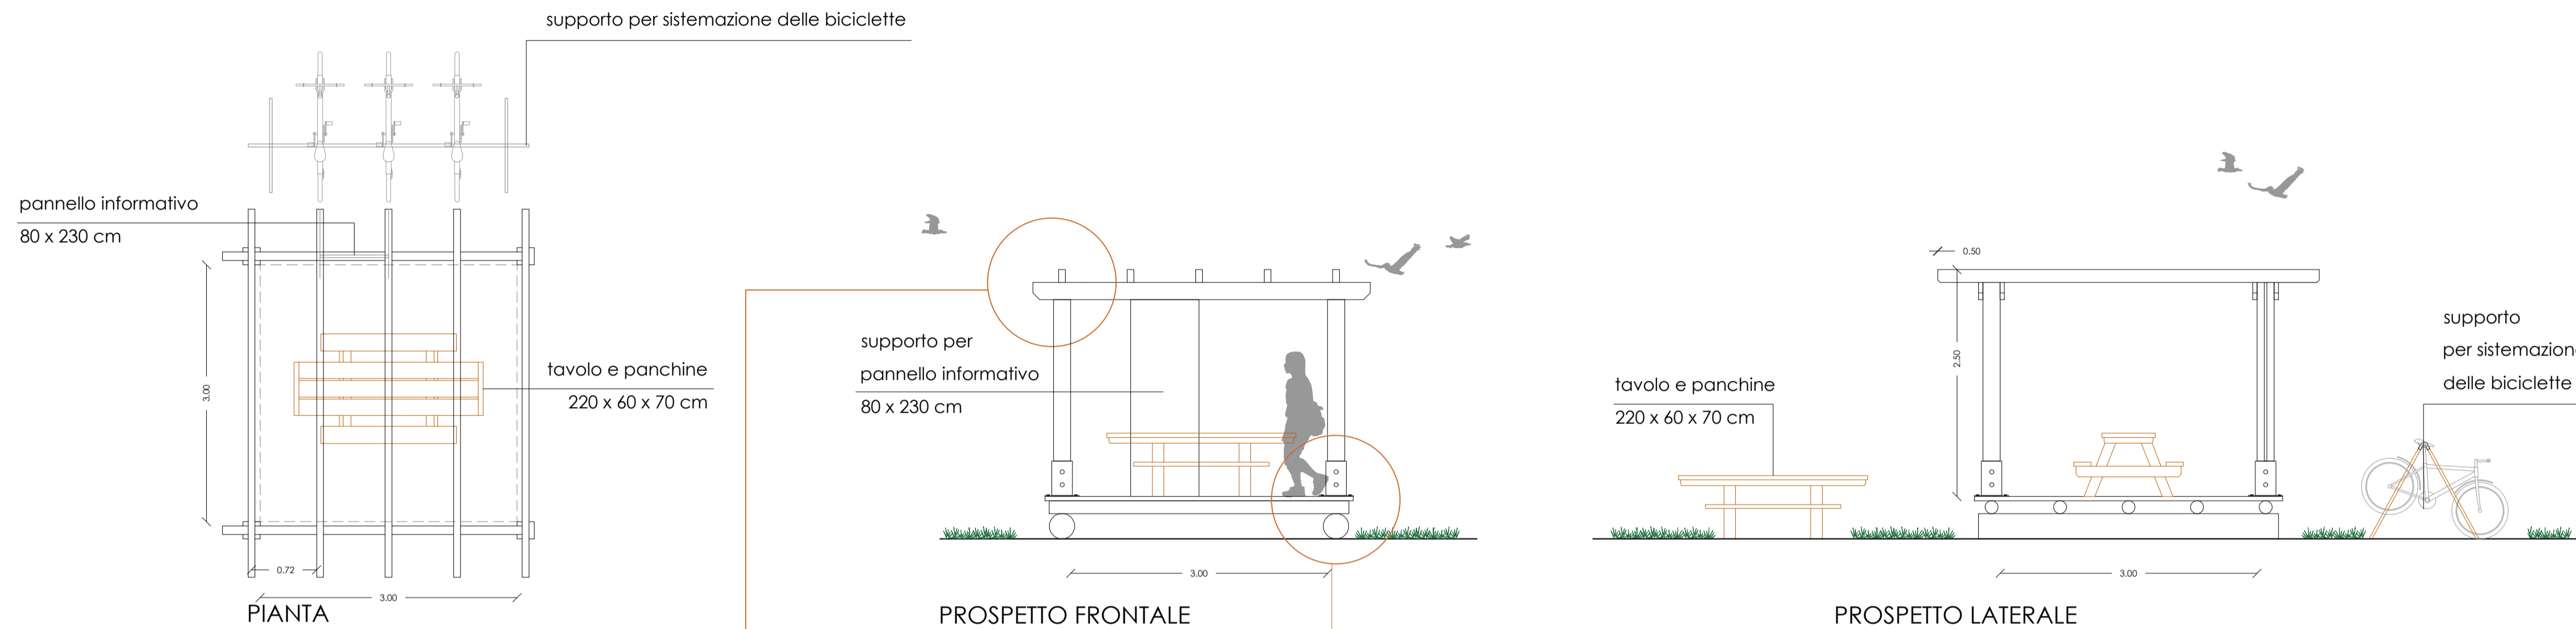 supporto per sistemazione delle biciclette
pannello informativo
80 x 230 cm
3.00
tavolo e panchine
220 x 60 x 70 cm
0.72
3.00
PIANTA
supporto per
pannello informativo
80 x 230 cm
3.00
PROSPETTO FRONTALE
0.50
2.50
tavolo e panchine
220 x 60 x 70 cm
supporto
per sistemazion
delle biciclette
3.00
PROSPETTO LATERALE